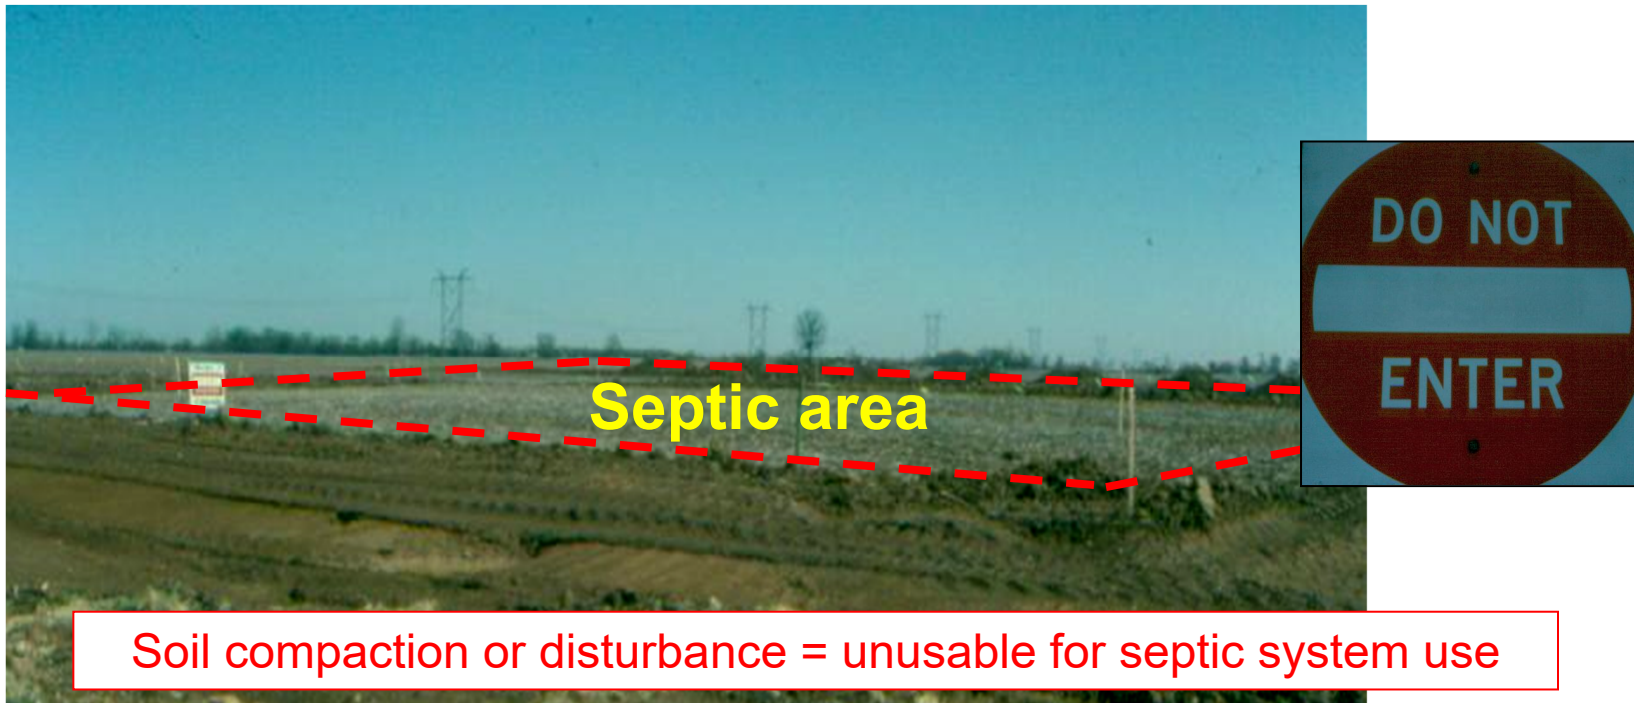 DO NOT
ENTER
Septic area
Soil compaction or disturbance = unusable for septic system use